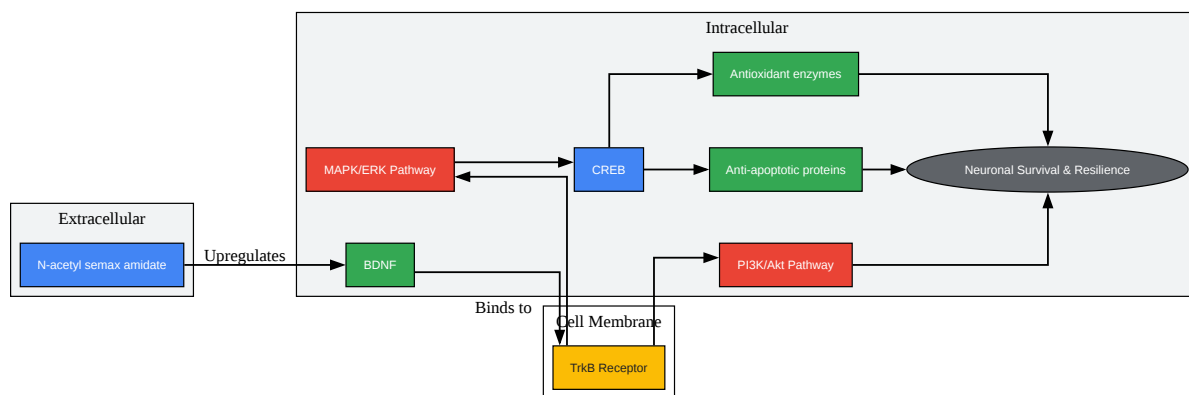 Intracellular
Antioxidant enzymes
MAPK/ERK Pathway
CREB
Anti-apoptotic proteins
Neuronal Survival & Resilience
Extracellular
N-acetyl semax amidate
Upregulates
BDNF
PI3K/Akt Pathway
Binds to
Cell Membrane
TrkB Receptor